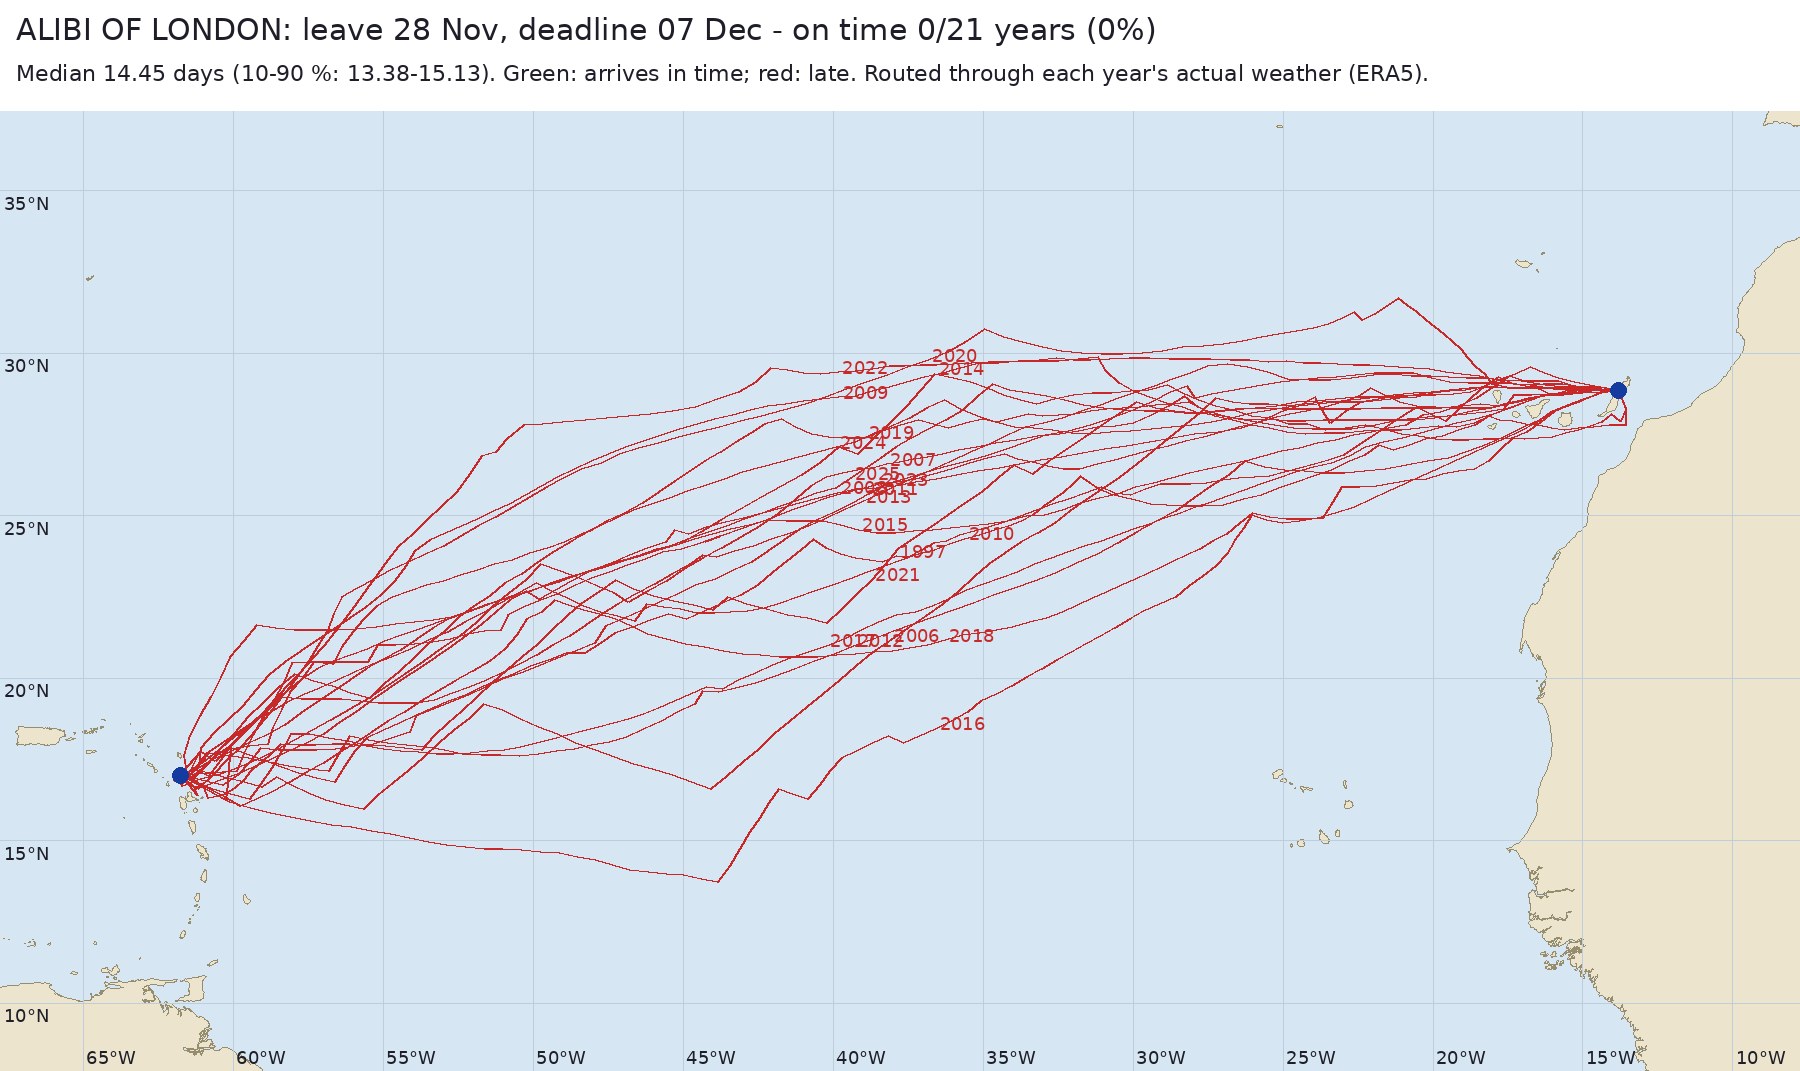 ALIBI OF LONDON: leave 28 Nov, deadline 07 Dec - on time 0/21 years (0%)
Median 14.45 days (10-90 %: 13.38-15.13). Green: arrives in time; red: late. Routed through each year's actual weather (ERA5).
35°N
30°N
2020
2022
2014
2009
2019
2024
2007
2025
2013
25°N
2015
2010
1997
2021
2006
2018
20°N
2016
15°N
10°N
65°W
60°W
55°W
50°W
45°W
40°W
35°W
30°W
25°W
20°W
15°W
10°W